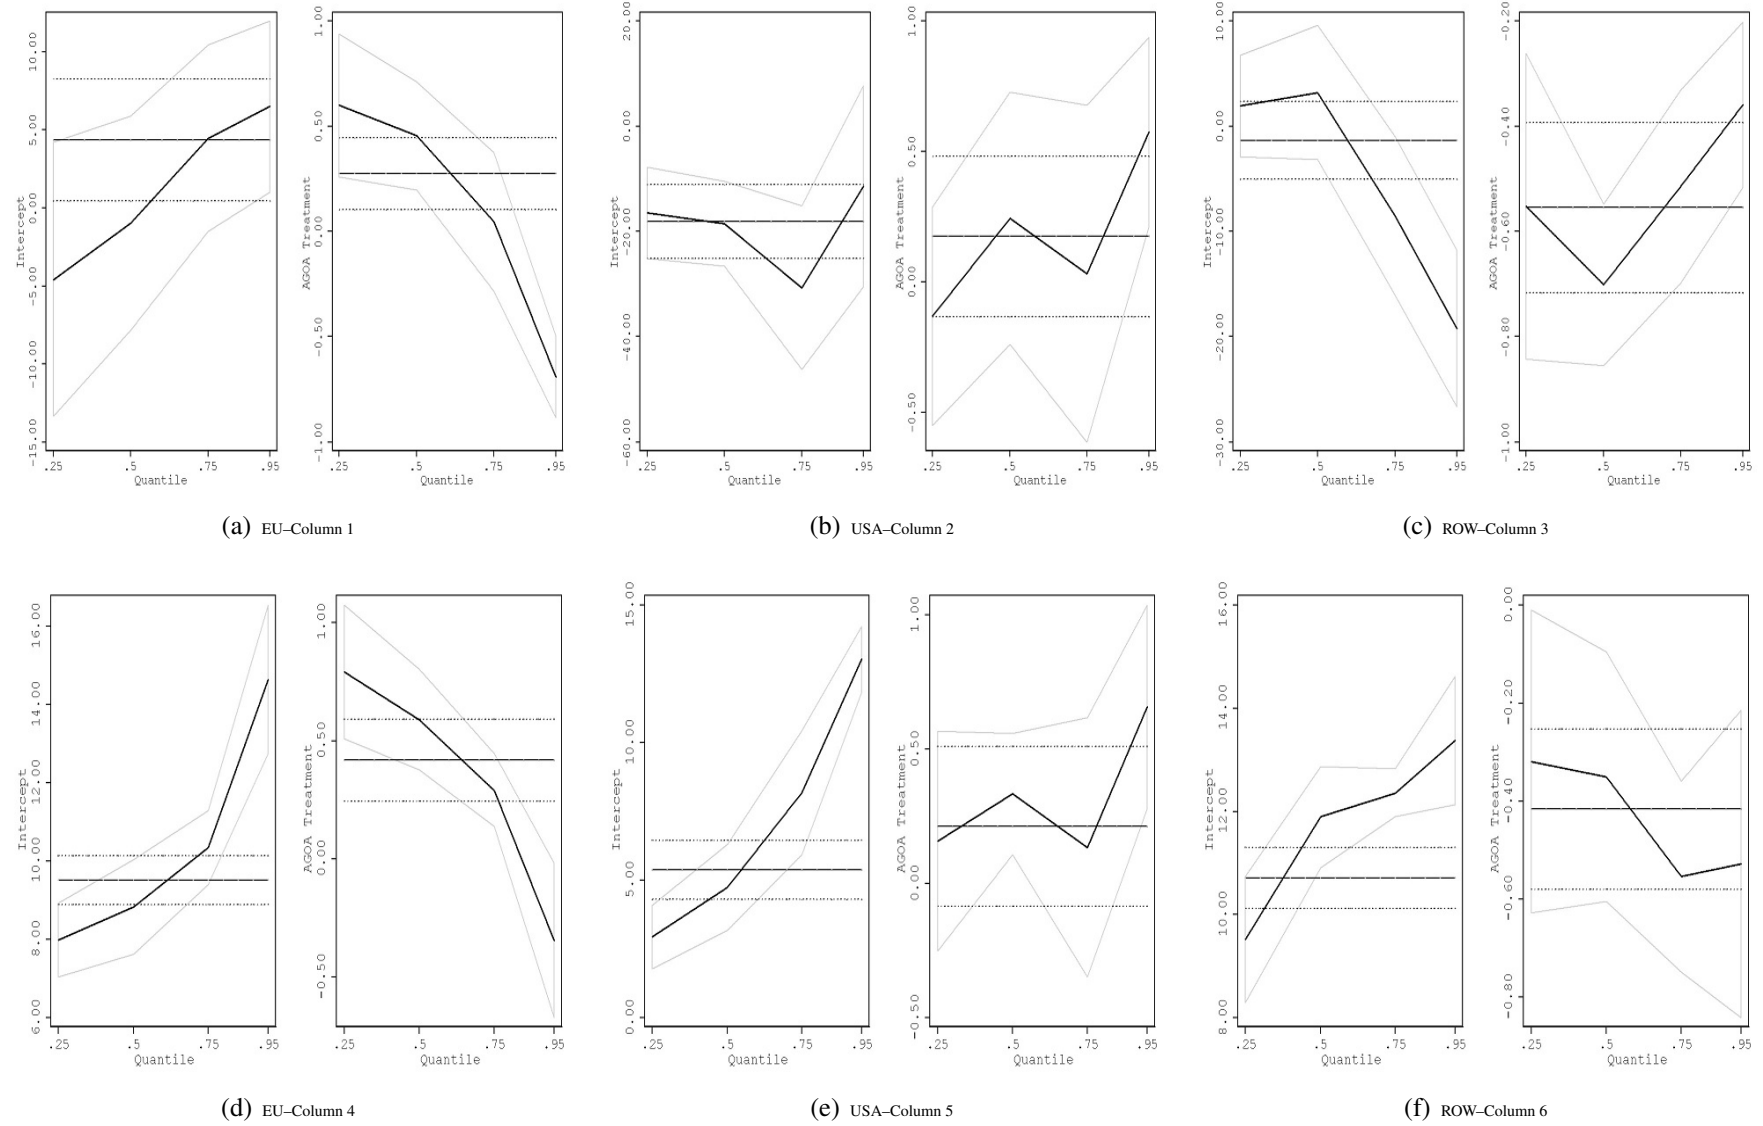 Intercept
10.00
5.00
0.00
-5.00
-10.00
-15.00
.25 .5 .75 .95
Quantile
AGOA Treatment
1.00
0.50
0.00
-0.50
-1.00
.25 .5 .75 .95
Quantile
(a) EU–Column 1
Intercept
20.00
0.00
-20.00
-40.00
-60.00
.25 .5 .75 .95
Quantile
AGOA Treatment
1.00
0.50
0.00
-0.50
.25 .5 .75 .95
Quantile
(b) USA–Column 2
Intercept
10.00
0.00
-10.00
-20.00
-30.00
.25 .5 .75 .95
Quantile
AGOA Treatment
-0.20
-0.40
-0.60
-0.80
-1.00
.25 .5 .75 .95
Quantile
(c) ROW–Column 3
Intercept
16.00
14.00
12.00
10.00
8.00
6.00
.25 .5 .75 .95
Quantile
AGOA Treatment
1.00
0.50
0.00
-0.50
.25 .5 .75 .95
Quantile
(d) EU–Column 4
Intercept
15.00
10.00
5.00
0.00
.25 .5 .75 .95
Quantile
AGOA Treatment
1.00
0.50
0.00
-0.50
.25 .5 .75 .95
Quantile
(e) USA–Column 5
Intercept
16.00
14.00
12.00
10.00
8.00
.25 .5 .75 .95
Quantile
AGOA Treatment
0.00
-0.20
-0.40
-0.60
-0.80
.25 .5 .75 .95
Quantile
(f) ROW–Column 6